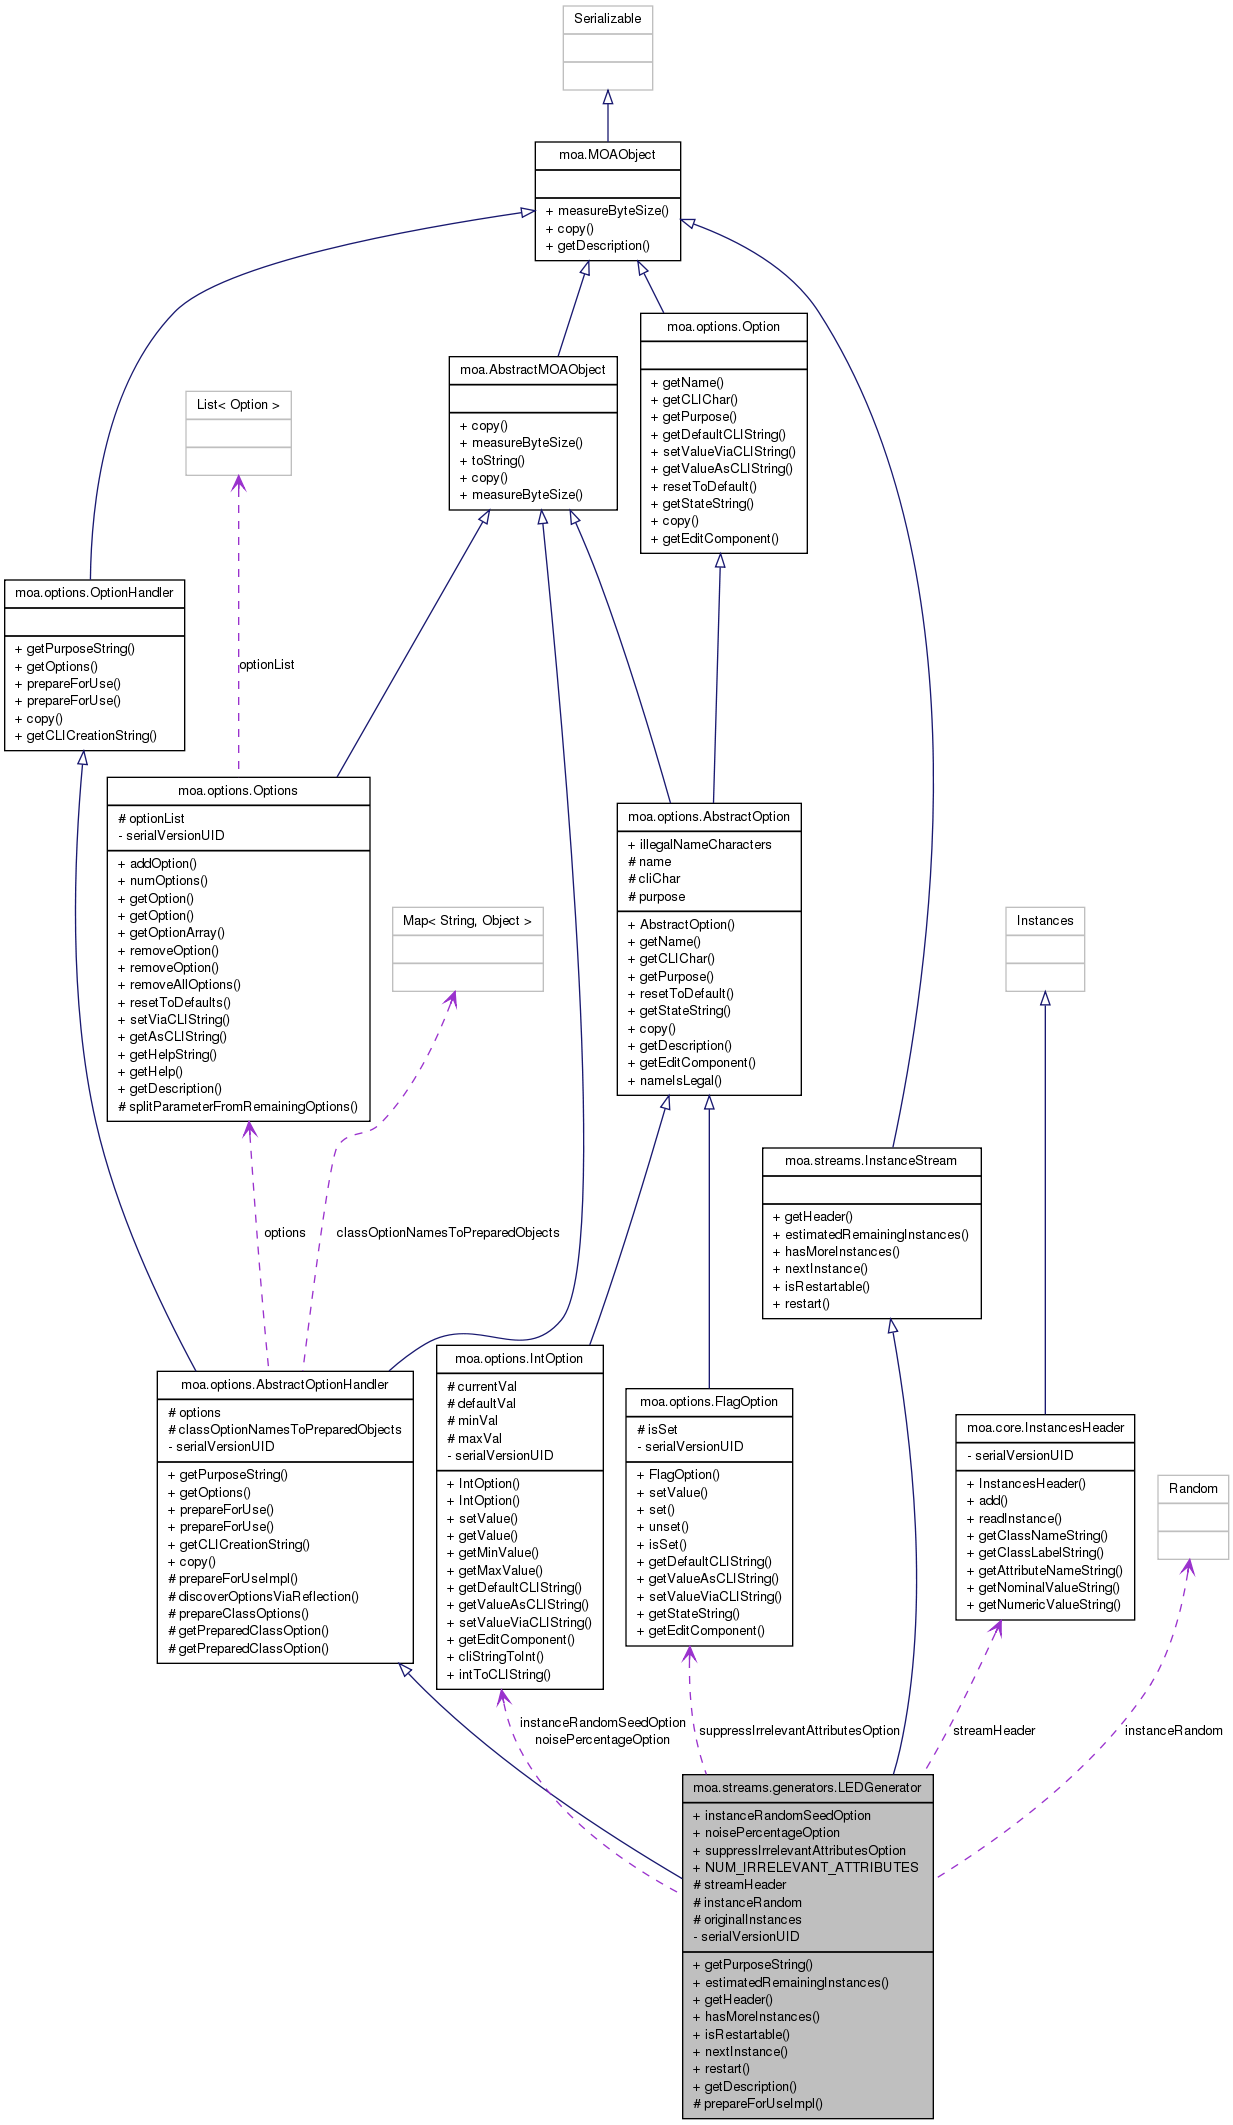 Serializable
moa.MOAObject
+ measureByteSize()
+ copy()
+ getDescription()
moa.options.Option
+ getName()
+ getCLIChar()
+ getPurpose()
+ getDefaultCLIString()
+ setValueViaCLIString()
+ getValueAsCLIString()
+ resetToDefault()
+ getStateString()
+ copy()
+ getEditComponent()
moa.AbstractMOAObject
+ copy()
+ measureByteSize()
+ toString()
+ copy()
+ measureByteSize()
List< Option >
moa.options.OptionHandler
+ getPurposeString()
+ getOptions()
+ prepareForUse()
+ prepareForUse()
+ copy()
+ getCLICreationString()
optionList
moa.options.Options
# optionList
- serialVersionUID
+ addOption()
+ numOptions()
+ getOption()
+ getOption()
+ getOptionArray()
+ removeOption()
+ removeOption()
+ removeAllOptions()
+ resetToDefaults()
+ setViaCLIString()
+ getAsCLIString()
+ getHelpString()
+ getHelp()
+ getDescription()
# splitParameterFromRemainingOptions()
moa.options.AbstractOption
+ illegalNameCharacters
# name
# cliChar
# purpose
+ AbstractOption()
+ getName()
+ getCLIChar()
+ getPurpose()
+ resetToDefault()
+ getStateString()
+ copy()
+ getDescription()
+ getEditComponent()
+ nameIsLegal()
Map< String, Object >
Instances
moa.streams.InstanceStream
+ getHeader()
+ estimatedRemainingInstances()
+ hasMoreInstances()
+ nextInstance()
+ isRestartable()
+ restart()
options
classOptionNamesToPreparedObjects
moa.options.AbstractOptionHandler
# options
# classOptionNamesToPreparedObjects
- serialVersionUID
+ getPurposeString()
+ getOptions()
+ prepareForUse()
+ prepareForUse()
+ getCLICreationString()
+ copy()
# prepareForUseImpl()
# discoverOptionsViaReflection()
# prepareClassOptions()
# getPreparedClassOption()
# getPreparedClassOption()
moa.options.IntOption
# currentVal
# defaultVal
# minVal
# maxVal
- serialVersionUID
+ IntOption()
+ IntOption()
+ setValue()
+ getValue()
+ getMinValue()
+ getMaxValue()
+ getDefaultCLIString()
+ getValueAsCLIString()
+ setValueViaCLIString()
+ getEditComponent()
+ cliStringToInt()
+ intToCLIString()
moa.options.FlagOption
# isSet
- serialVersionUID
+ FlagOption()
+ setValue()
+ set()
+ unset()
+ isSet()
+ getDefaultCLIString()
+ getValueAsCLIString()
+ setValueViaCLIString()
+ getStateString()
+ getEditComponent()
moa.core.InstancesHeader
- serialVersionUID
+ InstancesHeader()
+ add()
+ readInstance()
+ getClassNameString()
+ getClassLabelString()
+ getAttributeNameString()
+ getNominalValueString()
+ getNumericValueString()
Random
instanceRandomSeedOption
noisePercentageOption
suppressIrrelevantAttributesOption
streamHeader
instanceRandom
moa.streams.generators.LEDGenerator
+ instanceRandomSeedOption
+ noisePercentageOption
+ suppressIrrelevantAttributesOption
+ NUM_IRRELEVANT_ATTRIBUTES
# streamHeader
# instanceRandom
# originalInstances
- serialVersionUID
+ getPurposeString()
+ estimatedRemainingInstances()
+ getHeader()
+ hasMoreInstances()
+ isRestartable()
+ nextInstance()
+ restart()
+ getDescription()
# prepareForUseImpl()